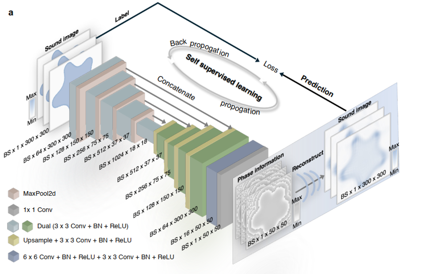 a
Label
Sound image
Back propogation
Loss
Self supervised learning
propogation
Prediction
Concatenate
Max
Min
BS x 1 x 300 x 300
BS x 64 x 300 x 300
BS x 128 x 150 x 150
BS x 256 x 75 x 75
BS x 512 x 37 x 37
BS x 1024 x 18 x 18
BS x 512 x 37 x 37
BS x 256 x 75 x 75
BS x 128 x 150 x 150
BS x 64 x 300 x 300
BS x 16 x 50 x 50
BS x 1 x 50 x 50
Phase information
BS x 1 x 50 x 50
Reconstruct
Sound image
Max
Min
BS x 1 x 300 x 300
MaxPool2d
1x 1 Conv
Dual (3 x 3 Conv + BN + ReLU)
Upsample + 3 x 3 Conv + BN + ReLU
6 x 6 Conv + BN + ReLU + 3 x 3 Conv + BN + ReLU